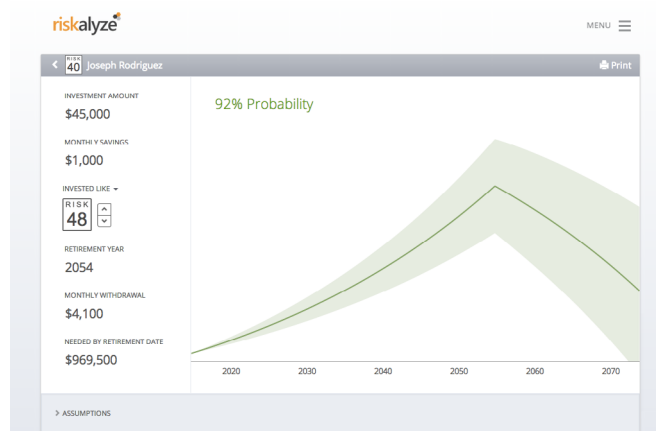 riskalyze
MENU
RISK
40
Joseph Rodriguez
Print
INVESTMENT AMOUNT
$45,000
MONTHLY SAVINGS
$1,000
INVESTED LIKE
RISK
48
RETIREMENT YEAR
2054
MONTHLY WITHDRAWAL
$4,100
NEEDED BY RETIREMENT DATE
$969,500
92% Probability
2020 2030 2040 2050 2060 2070
> ASSUMPTIONS